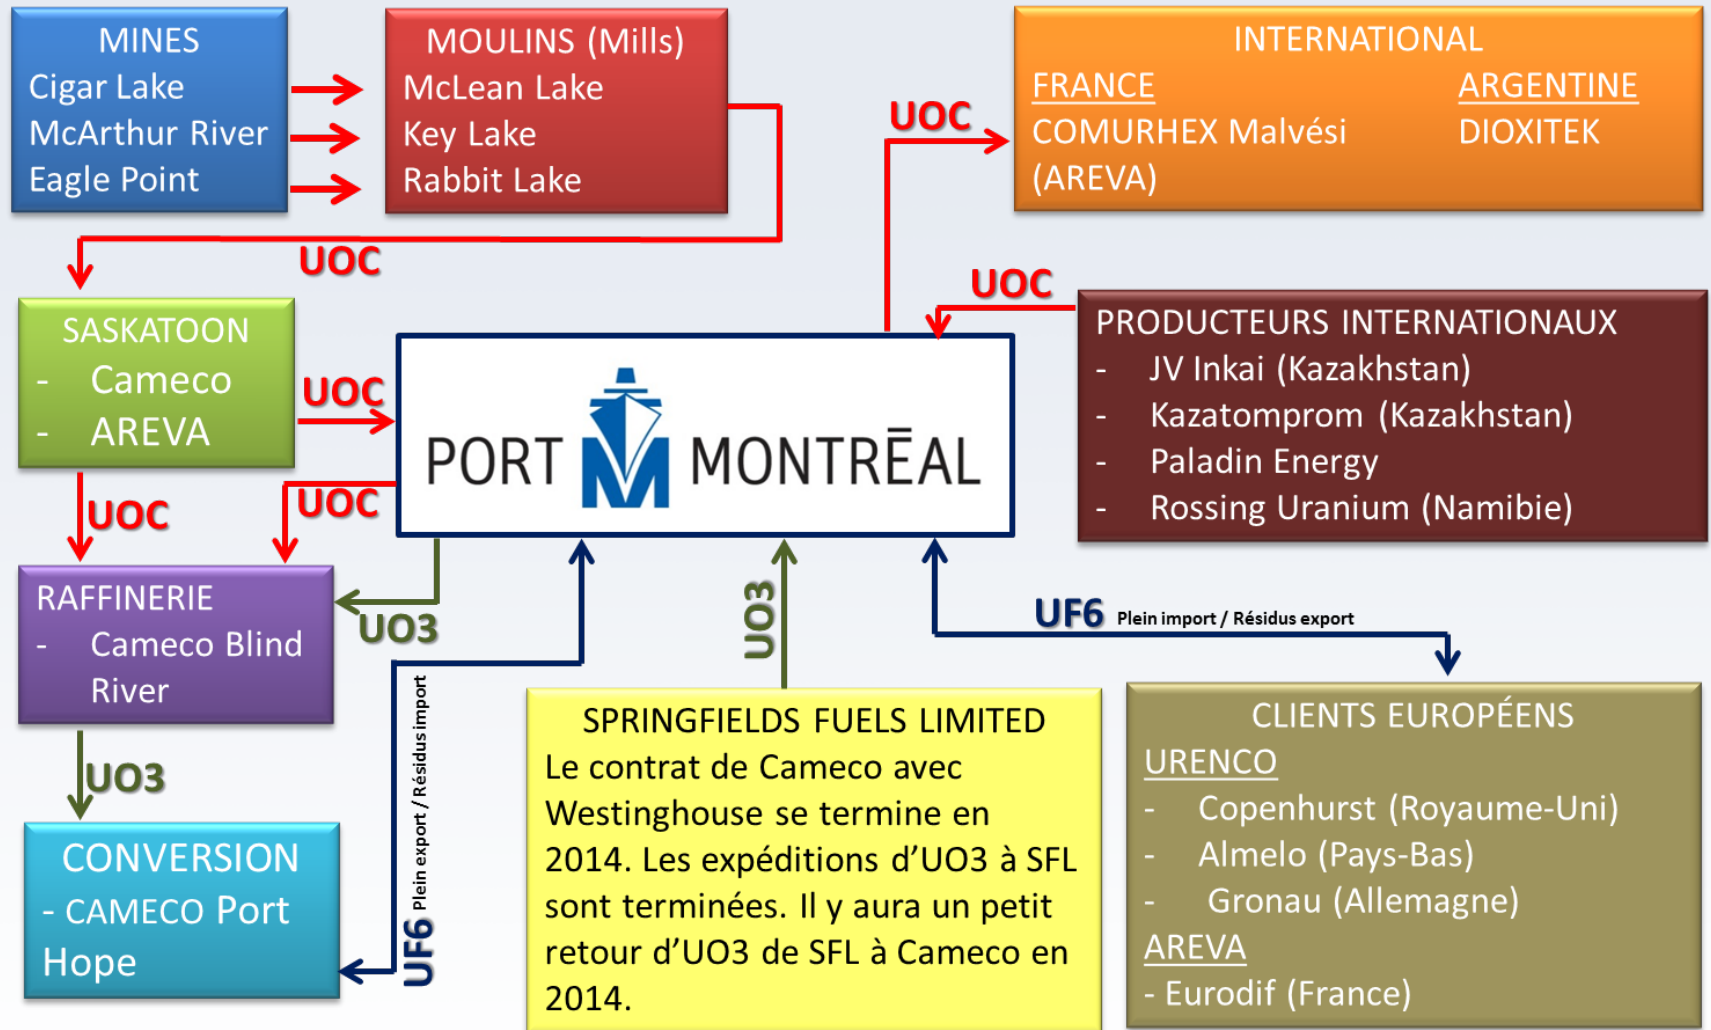 MINES
Cigar Lake
McArthur River
Eagle Point
MOULINS (Mills)
McLean Lake
Key Lake
Rabbit Lake
INTERNATIONAL
FRANCE
COMURHEX Malvési
(AREVA)
ARGENTINE
DIOXITEK
UOC
UOC
UOC
SASKATOON
- Cameco
- AREVA
UOC
PORT MONTRĒAL
PRODUCTEURS INTERNATIONAUX
- JV Inkai (Kazakhstan)
- Kazatomprom (Kazakhstan)
- Paladin Energy
- Rossing Uranium (Namibie)
UOC
UOC
RAFFINERIE
- Cameco Blind
River
UO3
UO3
UF6 Plein import / Résidus export
UO3
UF6 Plein export / Résidus import
CONVERSION
- CAMECO Port
Hope
SPRINGFIELDS FUELS LIMITED
Le contrat de Cameco avec
Westinghouse se termine en
2014. Les expéditions d’UO3 à SFL
sont terminées. Il y aura un petit
retour d’UO3 de SFL à Cameco en
2014.
CLIENTS EUROPÉENS
URENCO
- Copenhurst (Royaume-Uni)
- Almelo (Pays-Bas)
- Gronau (Allemagne)
AREVA
- Eurodif (France)